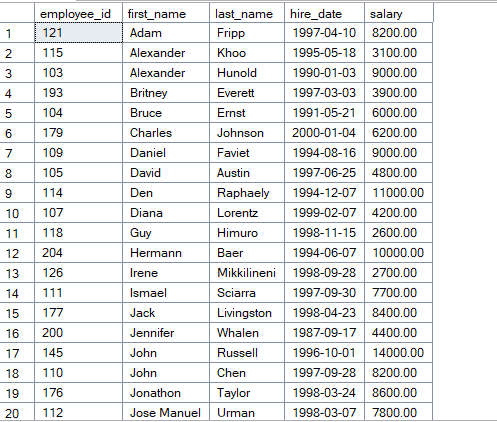 employee_id first_name last_name hire_date salary
1 121 Adam Fripp 1997-04-10 8200.00
2 115 Alexander Khoo 1995-05-18 3100.00
3 103 Alexander Hunold 1990-01-03 9000.00
4 193 Britney Everett 1997-03-03 3900.00
5 104 Bruce Ernst 1991-05-21 6000.00
6 179 Charles Johnson 2000-01-04 6200.00
7 109 Daniel Faviet 1994-08-16 9000.00
8 105 David Austin 1997-06-25 4800.00
9 114 Den Raphaely 1994-12-07 11000.00
10 107 Diana Lorentz 1999-02-07 4200.00
11 118 Guy Himuro 1998-11-15 2600.00
12 204 Hermann Baer 1994-06-07 10000.00
13 126 Irene Mikkilineni 1998-09-28 2700.00
14 111 Ismael Sciarra 1997-09-30 7700.00
15 177 Jack Livingston 1998-04-23 8400.00
16 200 Jennifer Whalen 1987-09-17 4400.00
17 145 John Russell 1996-10-01 14000.00
18 110 John Chen 1997-09-28 8200.00
19 176 Jonathon Taylor 1998-03-24 8600.00
20 112 Jose Manuel Urman 1998-03-07 7800.00